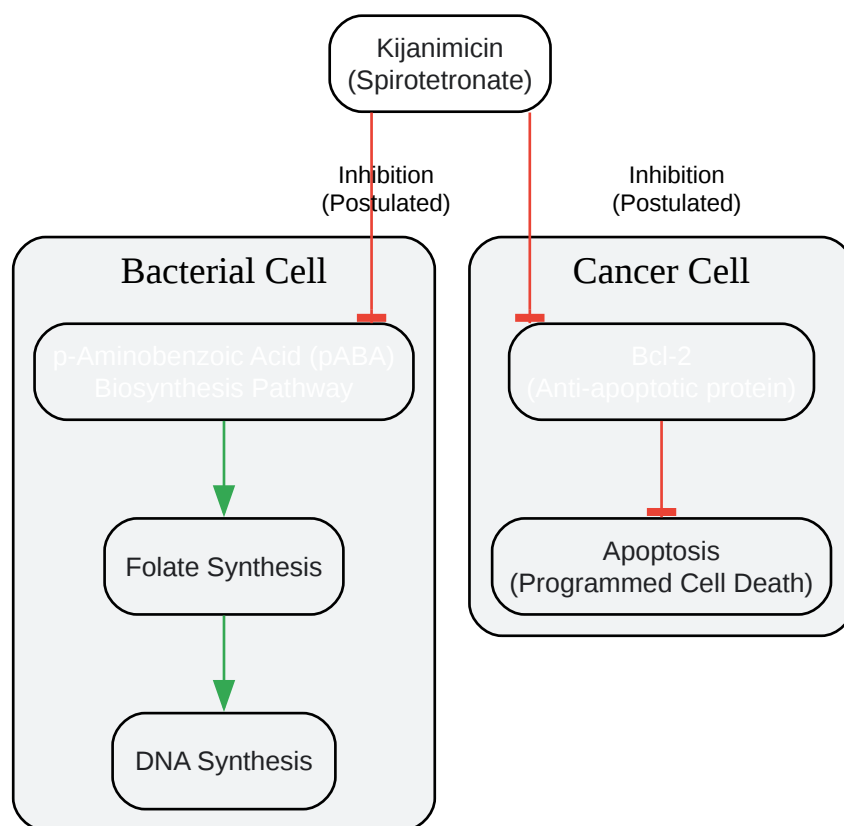 Kijanimicin
(Spirotetronate)
Inhibition
(Postulated)
Inhibition
(Postulated)
Bacterial Cell
p-Aminobenzoic Acid (pABA)
Biosynthesis Pathway
Folate Synthesis
DNA Synthesis
Cancer Cell
Bcl-2
(Anti-apoptotic protein)
Apoptosis
(Programmed Cell Death)